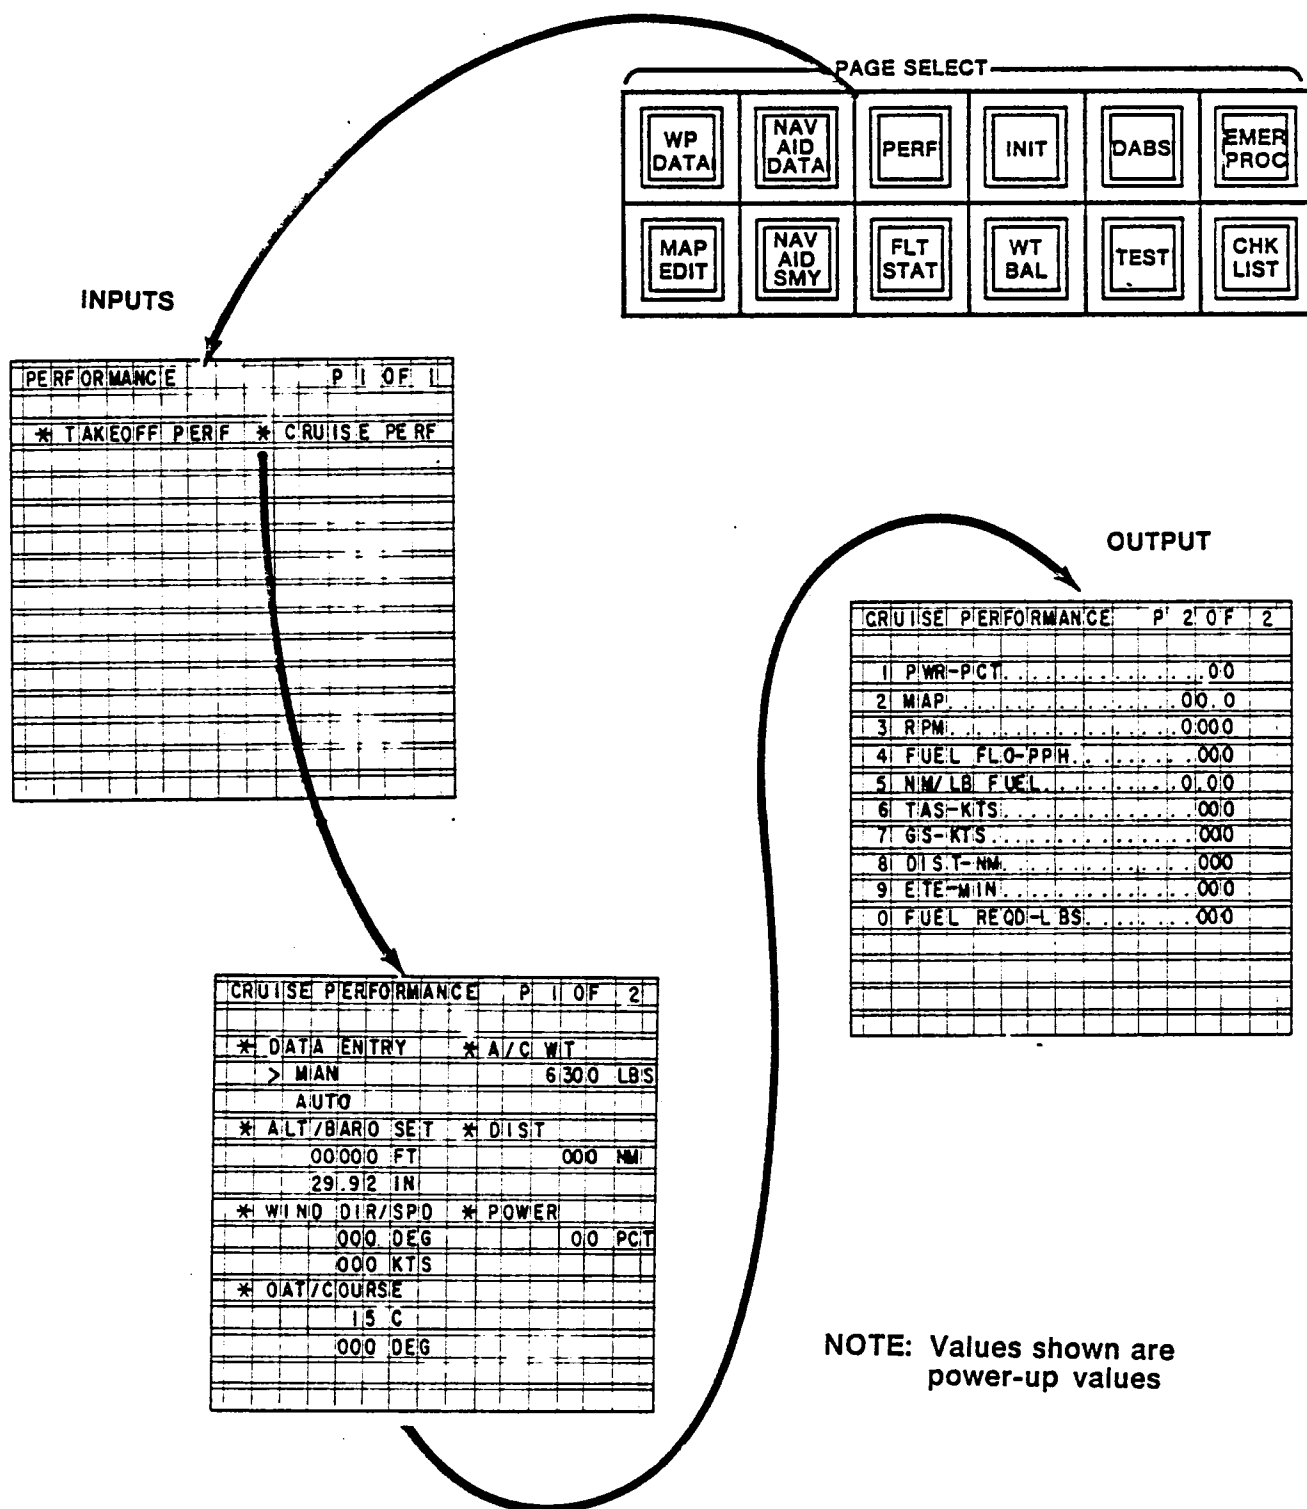 PAGE SELECT
WP DATA
NAV AID DATA
PERF
INIT
DABS
EMER PROC
MAP EDIT
NAV AID SMY
FLT STAT
WT BAL
TEST
CHK LIST
INPUTS
PERFORMANCE P 1 OF 1
* TAKEOFF PERF * CRUISE PERF
OUTPUT
CRUISE PERFORMANCE P 2 OF 2
1 PWR-PCT...............00
2 MAP.................00.0
3 RPM.................0000
4 FUEL FLO-PPH.........000
5 NM/LB FUEL..........0.00
6 TAS-KTS..............000
7 GS-KTS...............000
8 DIST-NM..............000
9 ETE-MIN..............000
0 FUEL REQD-LBS........000
CRUISE PERFORMANCE P 1 OF 2
* DATA ENTRY * A/C WT
> MAN 6300 LBS
AUTO
* ALT/BARO SET * DIST
00000 FT 000 NM
29.92 IN
* WIND DIR/SPD * POWER
000 DEG 00 PCT
000 KTS
* OAT/COURSE
15 C
000 DEG
NOTE: Values shown are
power-up values